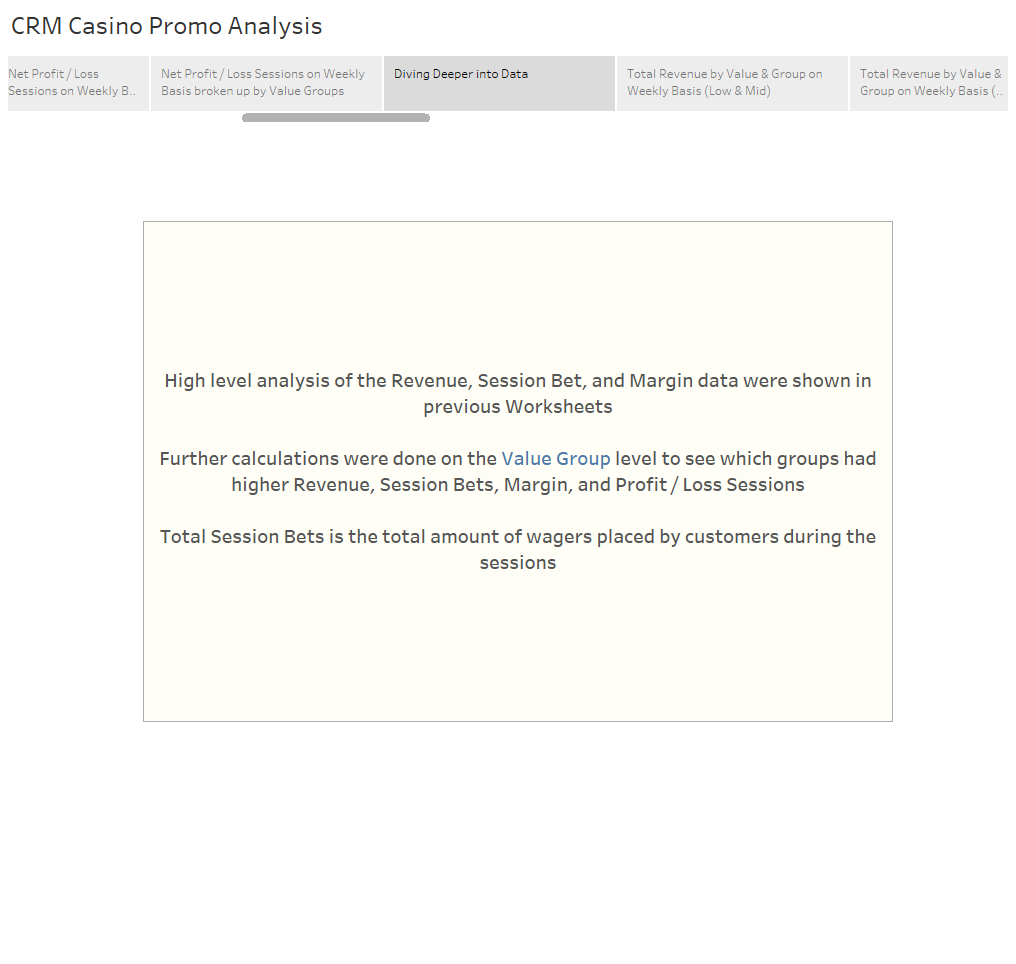 CRM Casino Promo Analysis
Net Profit / Loss
Sessions on Weekly B..
Net Profit / Loss Sessions on Weekly
Basis broken up by Value Groups
Diving Deeper into Data
Total Revenue by Value & Group on
Weekly Basis (Low & Mid)
Total Revenue by Value &
Group on Weekly Basis (..
High level analysis of the Revenue, Session Bet, and Margin data were shown in
previous Worksheets
Further calculations were done on the Value Group level to see which groups had
higher Revenue, Session Bets, Margin, and Profit / Loss Sessions
Total Session Bets is the total amount of wagers placed by customers during the
sessions